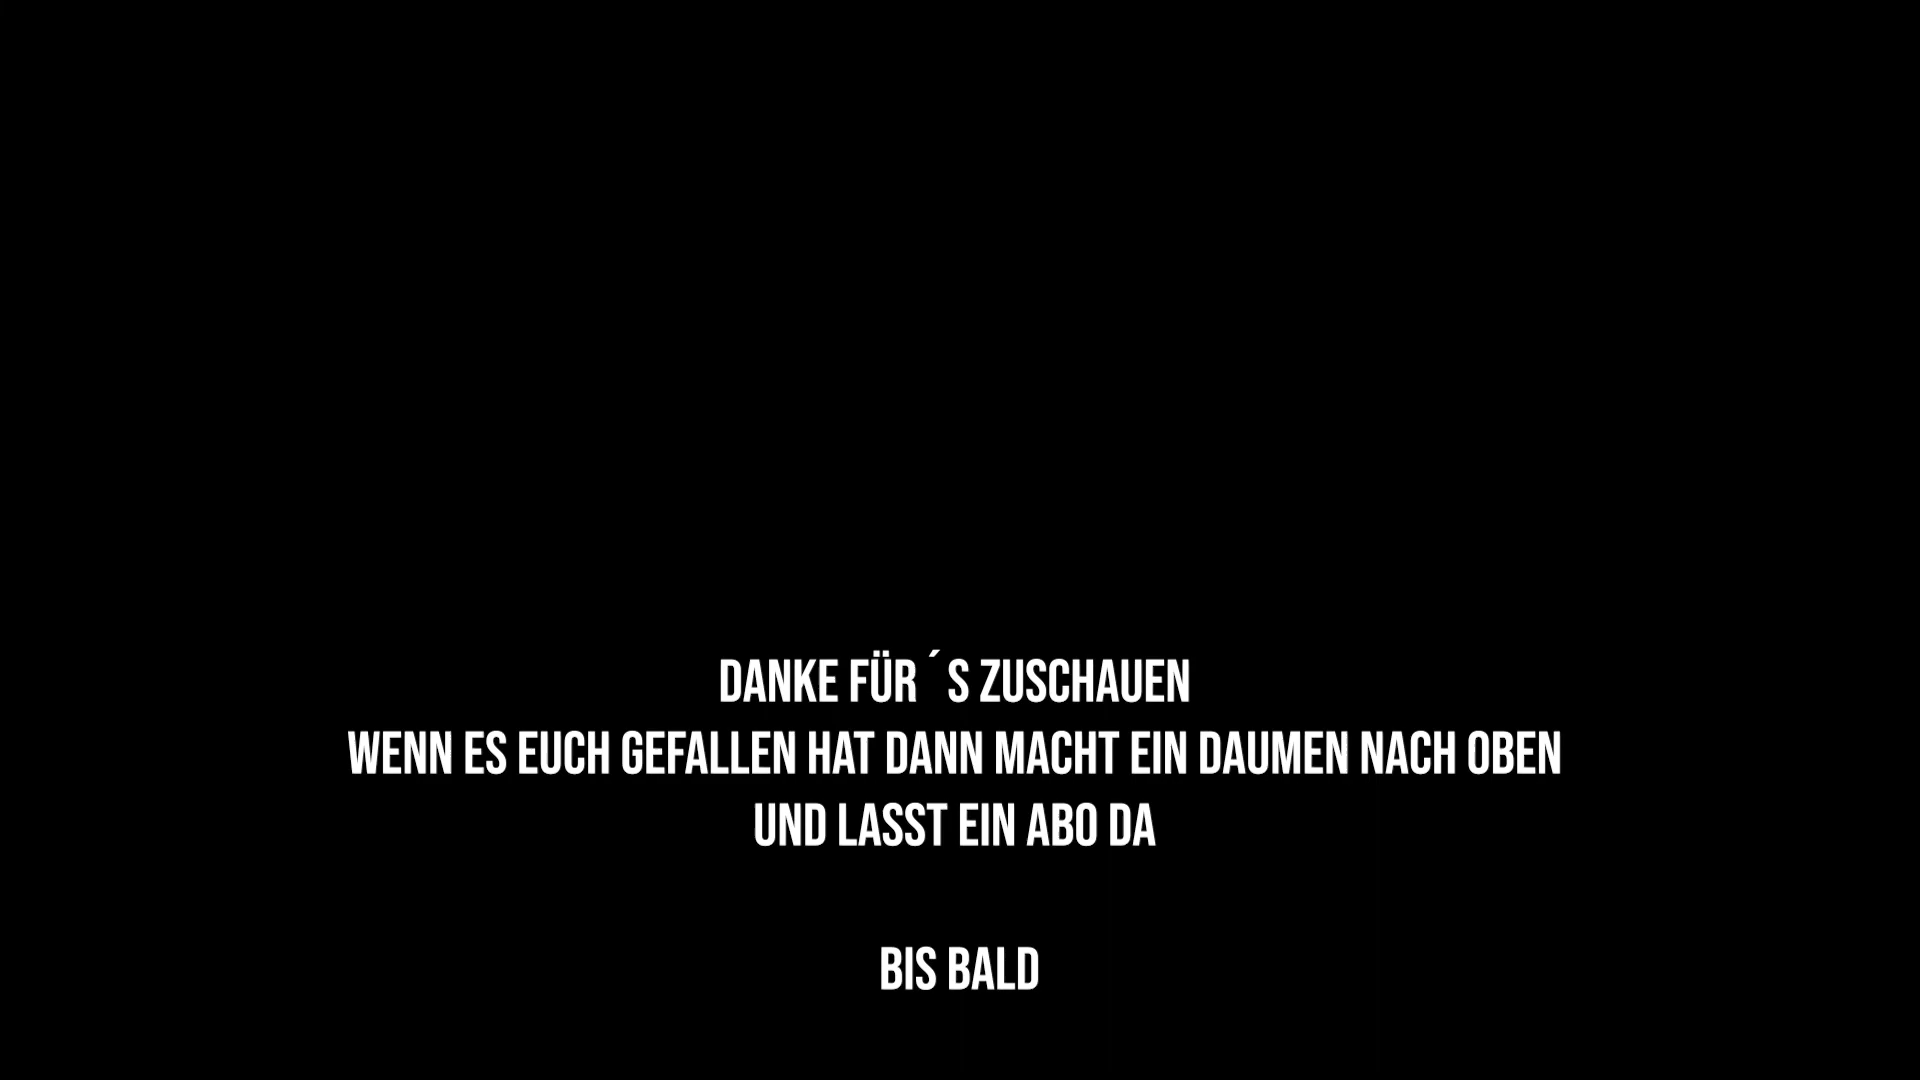 DANKE FÜR´S ZUSCHAUEN
WENN ES EUCH GEFALLEN HAT DANN MACHT EIN DAUMEN NACH OBEN
UND LASST EIN ABO DA
BIS BALD